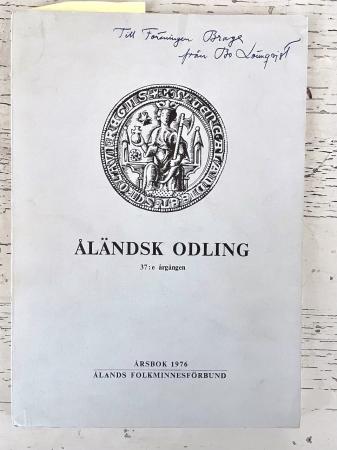 Till Föreningen Brage
från Bo Lönnqvist
ÅLÄNDSK ODLING
37:e årgången
ÅRSBOK 1976
ÅLANDS FOLKMINNESFÖRBUND